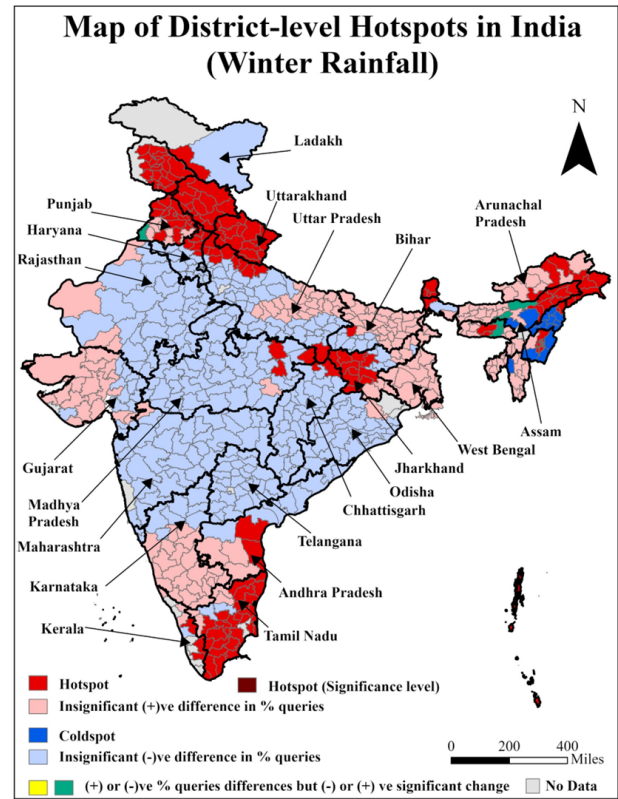 Map of District-level Hotspots in India
(Winter Rainfall)
N
Ladakh
Punjab
Uttarakhand
Uttar Pradesh
Arunachal
Pradesh
Haryana
Bihar
Rajasthan
Assam
West Bengal
Gujarat
Jharkhand
Odisha
Madhya
Pradesh
Chhattisgarh
Maharashtra
Telangana
Karnataka
Andhra Pradesh
Kerala
Tamil Nadu
Hotspot
Hotspot (Significance level)
Insignificant (+)ve difference in % queries
Coldspot
Insignificant (-)ve difference in % queries
0 200 400
Miles
(+) or (-)ve % queries differences but (-) or (+) ve significant change
No Data